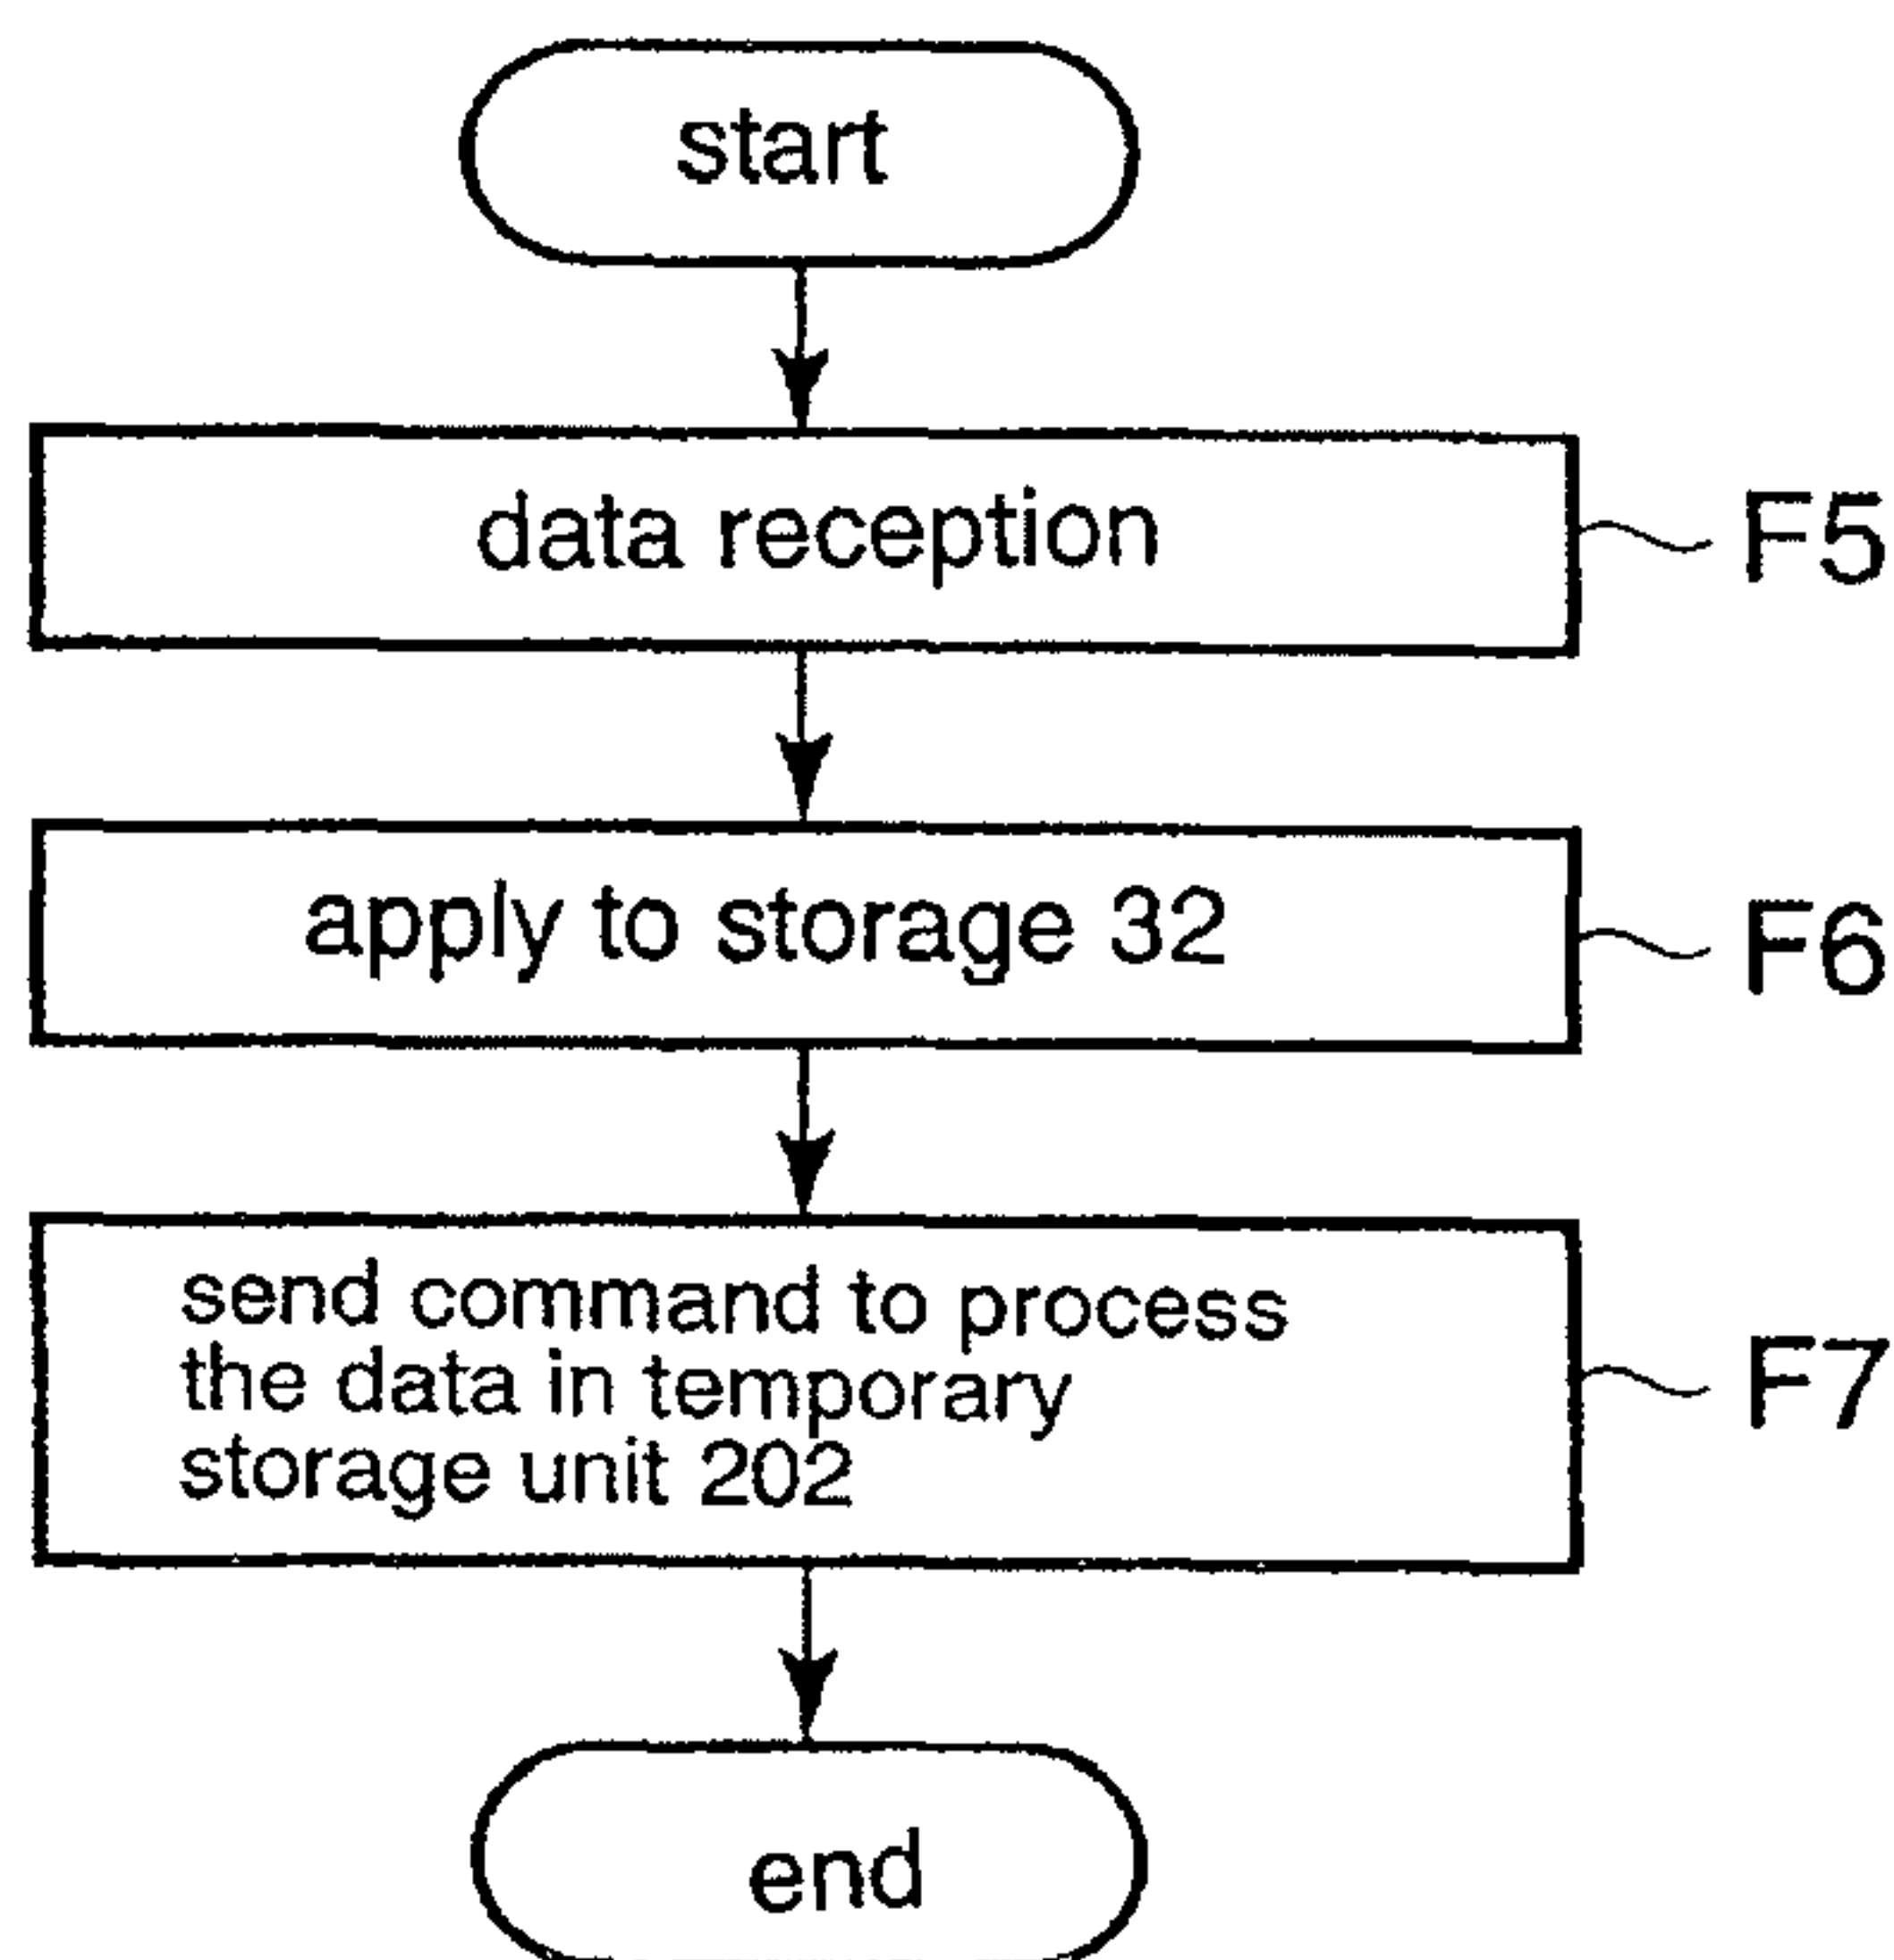 start
data reception
F5
apply to storage 32
F6
send command to process
the data in temporary
storage unit 202
F7
end